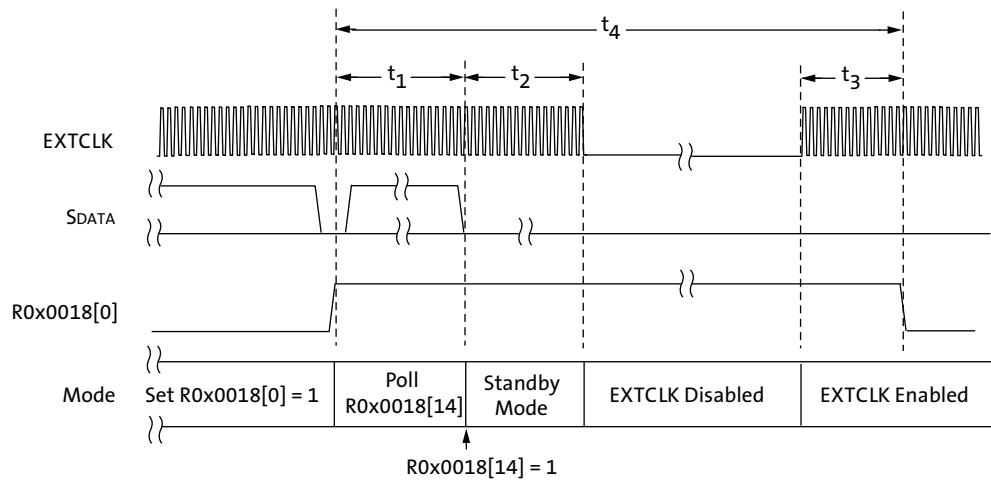 t4
t1
t2
t3
EXTCLK
SDATA
R0x0018[0]
Mode
Set R0x0018[0] = 1
Poll
R0x0018[14]
Standby
Mode
EXTCLK Disabled
EXTCLK Enabled
R0x0018[14] = 1